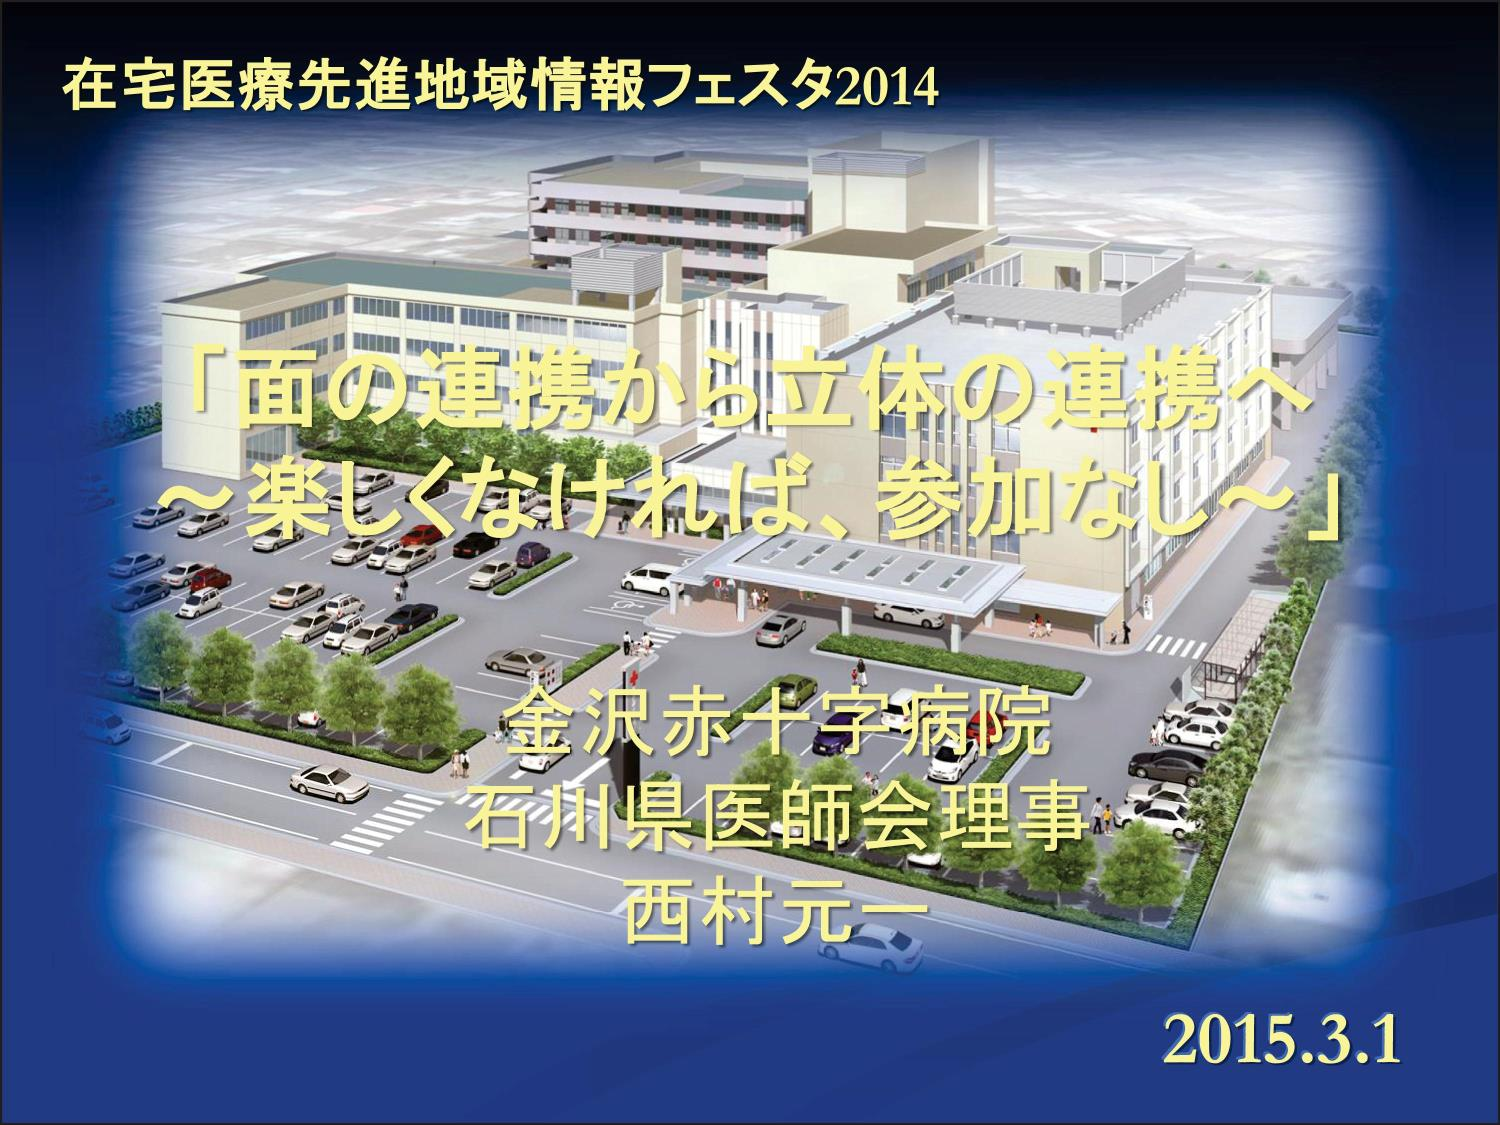 在宅医療先進地域情報フェスタ2014
「面の連携から立体の連携へ
～楽しくなければ、参加なし～」
金沢赤十字病院
石川県医師会理事
西村元一
2015.3.1